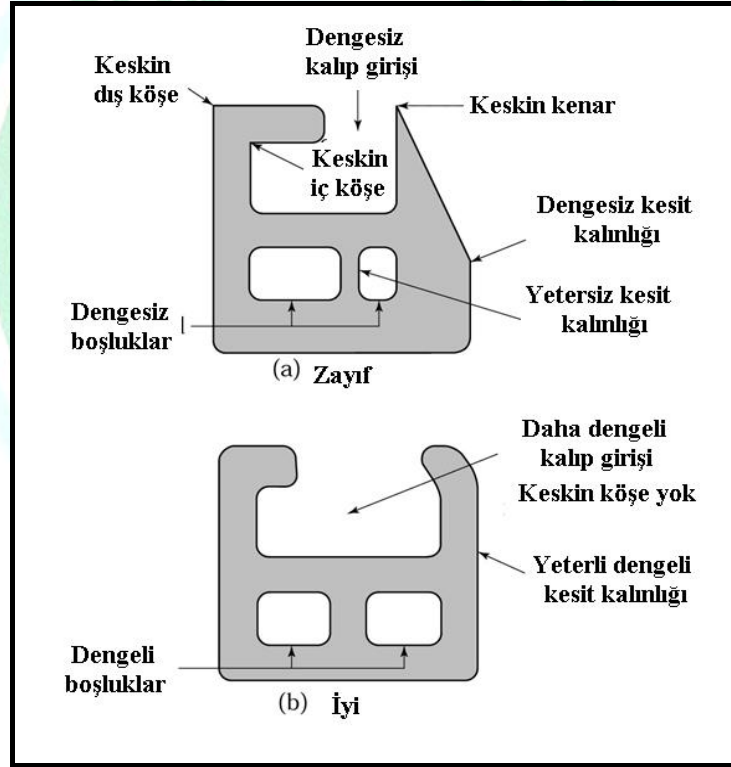 Dengesiz
kalıp girişi
Keskin
dış köşe
Keskin kenar
Keskin
iç köşe
Dengesiz kesit
kalınlığı
Yetersiz kesit
kalınlığı
Dengesiz
boşluklar
(a) Zayıf
Daha dengeli
kalıp girişi
Keskin köşe yok
Yeterli dengeli
kesit kalınlığı
Dengeli
boşluklar
(b) İyi